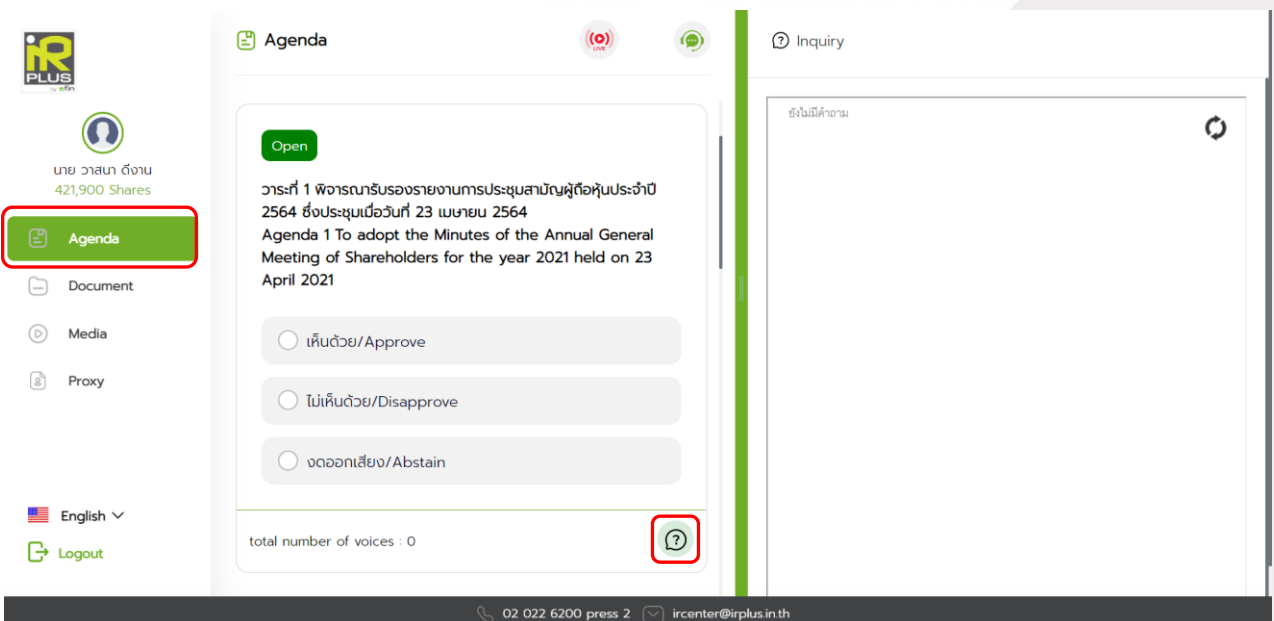 iR
PLUS
by efin
นาย วาสนา ดีงาน
421,900 Shares
Agenda
Document
Media
Proxy
English
Logout
Agenda
LIVE
Open
วาระที่ 1 พิจารณารับรองรายงานการประชุมสามัญผู้ถือหุ้นประจำปี
2564 ซึ่งประชุมเมื่อวันที่ 23 เมษายน 2564
Agenda 1 To adopt the Minutes of the Annual General
Meeting of Shareholders for the year 2021 held on 23
April 2021
เห็นด้วย/Approve
ไม่เห็นด้วย/Disapprove
งดออกเสียง/Abstain
total number of voices : 0
Inquiry
ยังไม่มีคำถาม
02 022 6200 press 2 ircenter@irplus.in.th